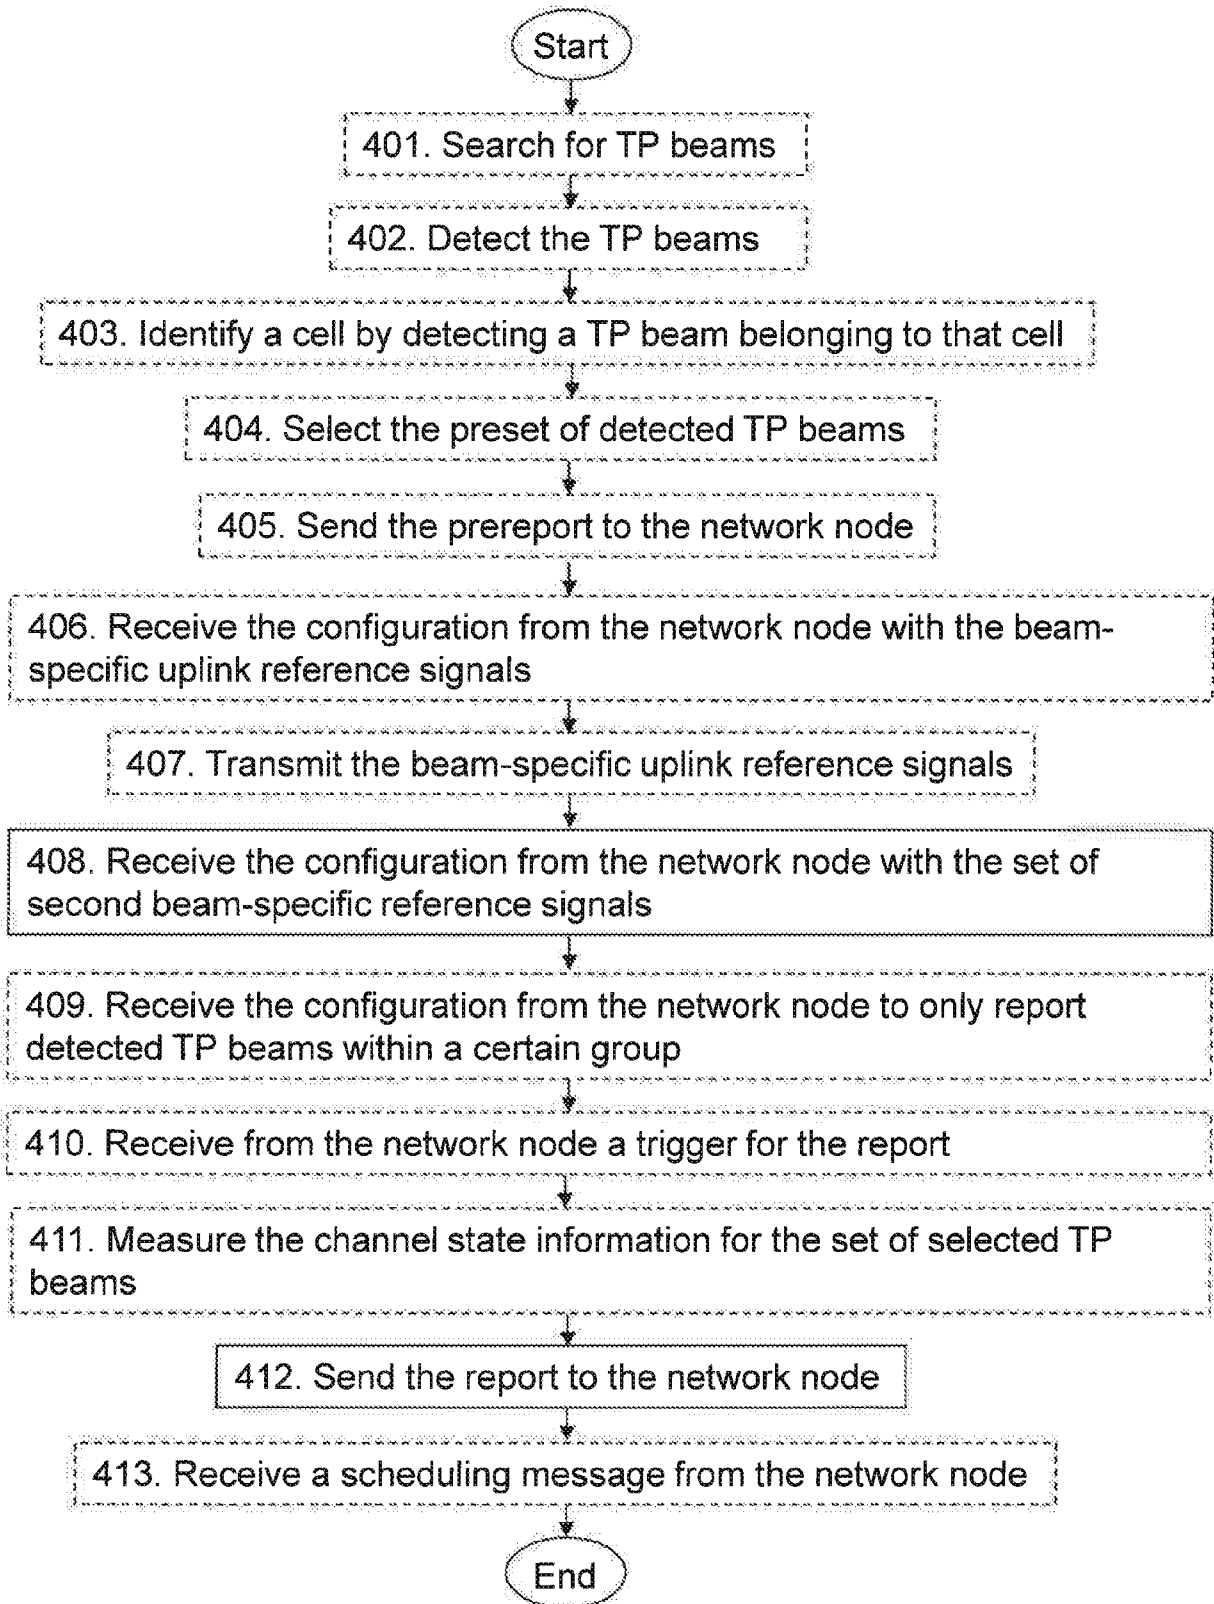 Start
401. Search for TP beams
402. Detect the TP beams
403. Identify a cell by detecting a TP beam belonging to that cell
404. Select the preset of detected TP beams
405. Send the prereport to the network node
406. Receive the configuration from the network node with the beam-
specific uplink reference signals
407. Transmit the beam-specific uplink reference signals
408. Receive the configuration from the network node with the set of
second beam-specific reference signals
409. Receive the configuration from the network node to only report
detected TP beams within a certain group
410. Receive from the network node a trigger for the report
411. Measure the channel state information for the set of selected TP
beams
412. Send the report to the network node
413. Receive a scheduling message from the network node
End